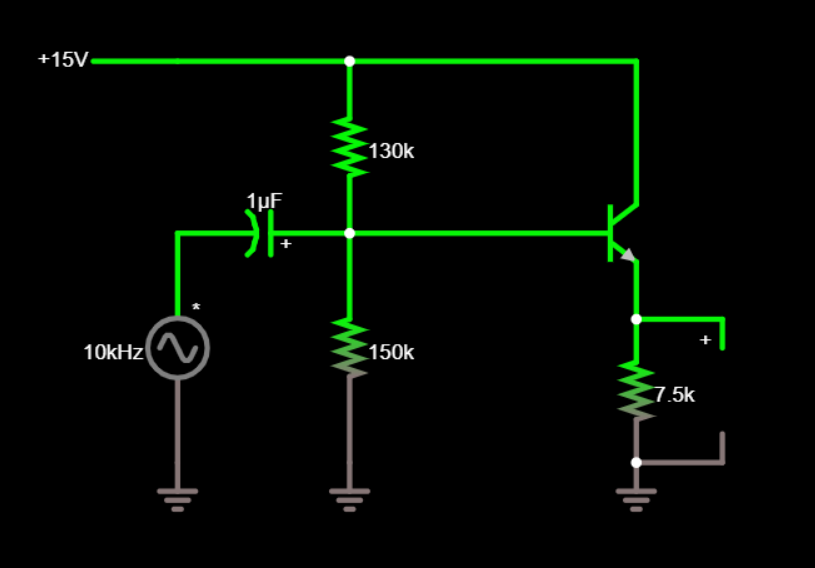 +15V
130k
1µF
+
*
10kHz
150k
+
7.5k